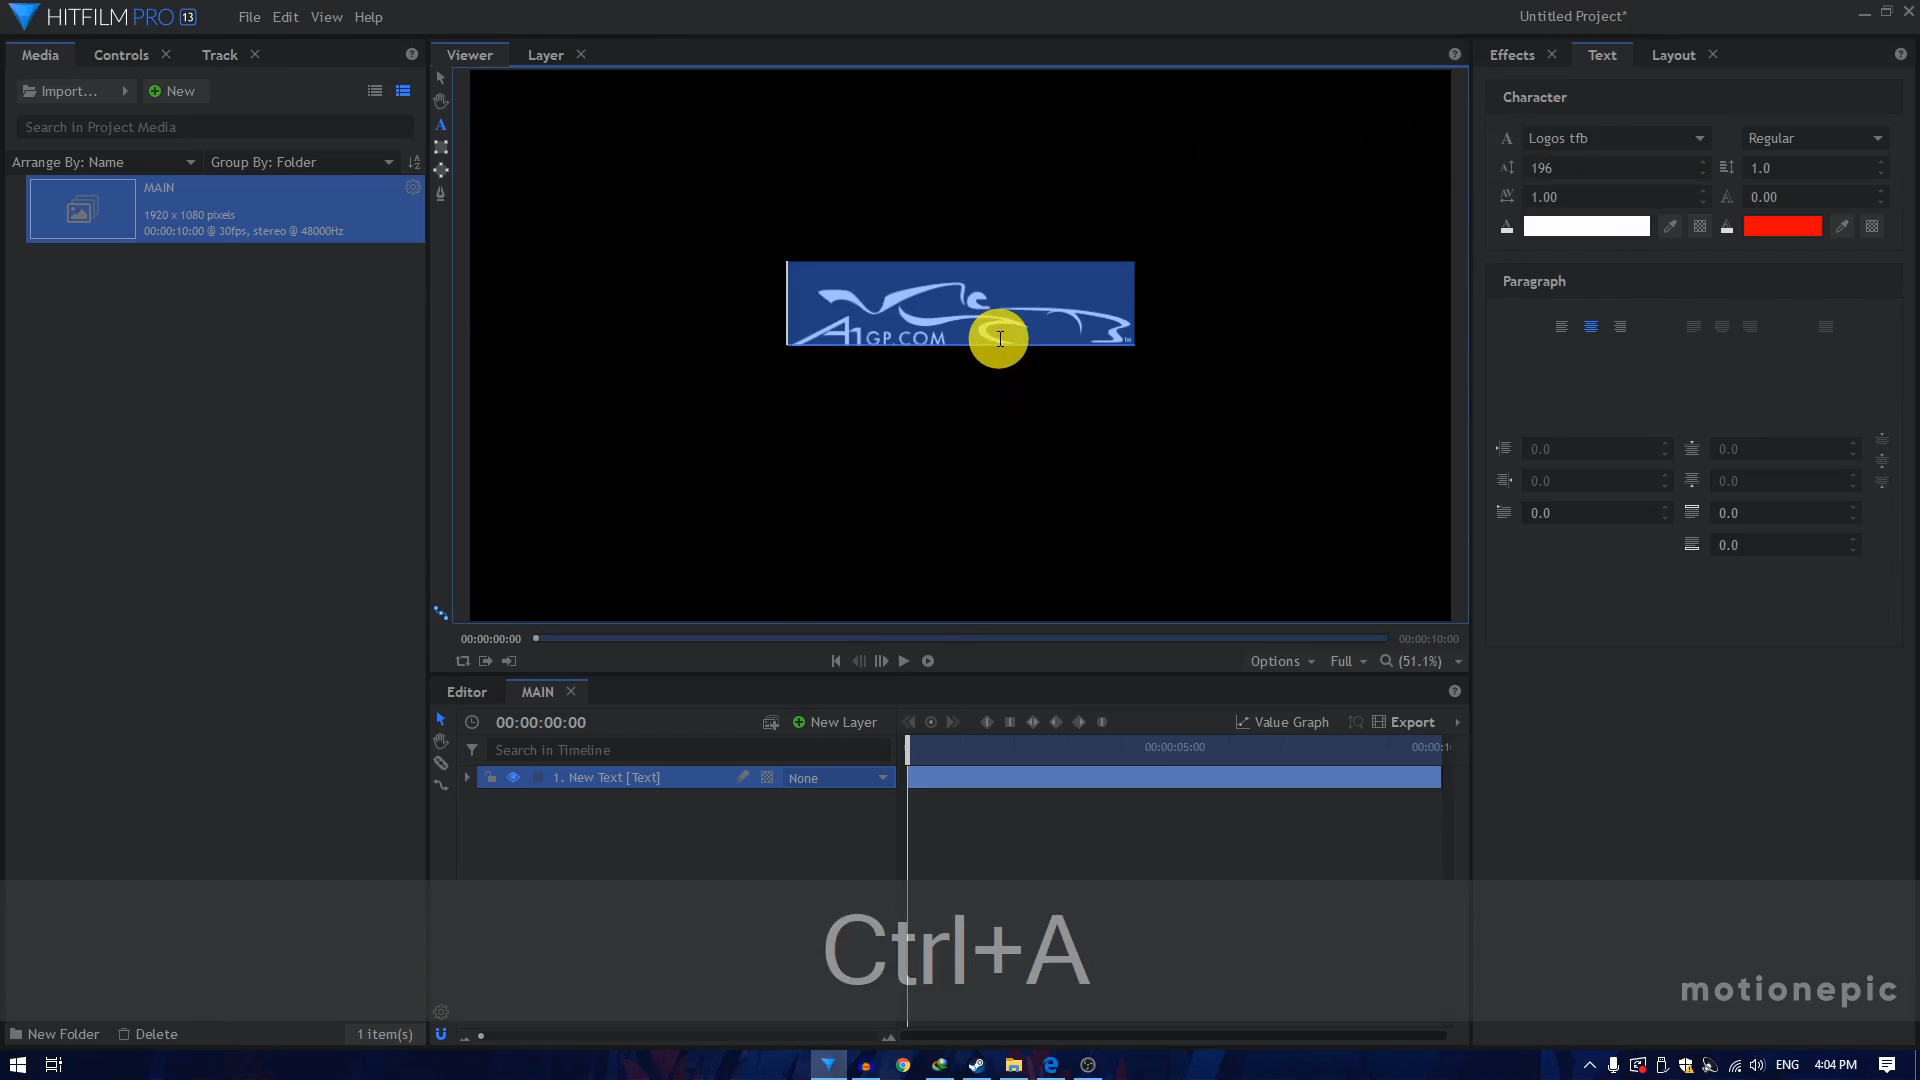 HITFILM PRO 13
File Edit View Help
Untitled Project*
Media Controls Track
Viewer Layer
Effects Text Layout
Import... New
Search in Project Media
Arrange By: Name Group By: Folder
MAIN
1920 x 1080 pixels
00:00:10:00 @ 30fps, stereo @ 48000Hz
A1GP.COM
TM
Character
Logos tfb Regular
196 1.0
1.00 0.00
Paragraph
0.0 0.0
0.0 0.0
0.0 0.0
0.0
00:00:00:00 00:00:10:00
Options Full (51.1%)
Editor MAIN
00:00:00:00 New Layer Value Graph Export
Search in Timeline 00:00:05:00 00:00:1
1. New Text [Text] None
Ctrl+A
motionepic
New Folder Delete 1 item(s)
ENG 4:04 PM